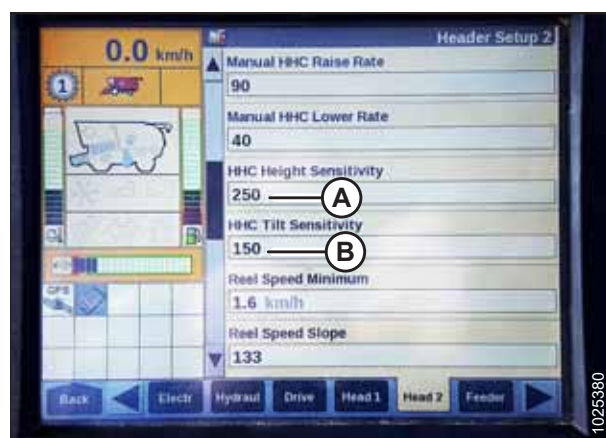 0.0 km/h
Header Setup 2
1
Manual HHC Raise Rate
90
Manual HHC Lower Rate
40
HHC Height Sensitivity
250
A
HHC Tilt Sensitivity
150
B
GPS
Reel Speed Minimum
1.6 km/h
Reel Speed Slope
133
Back
Electr
Hydraul
Drive
Head 1
Head 2
Feeder
1025380